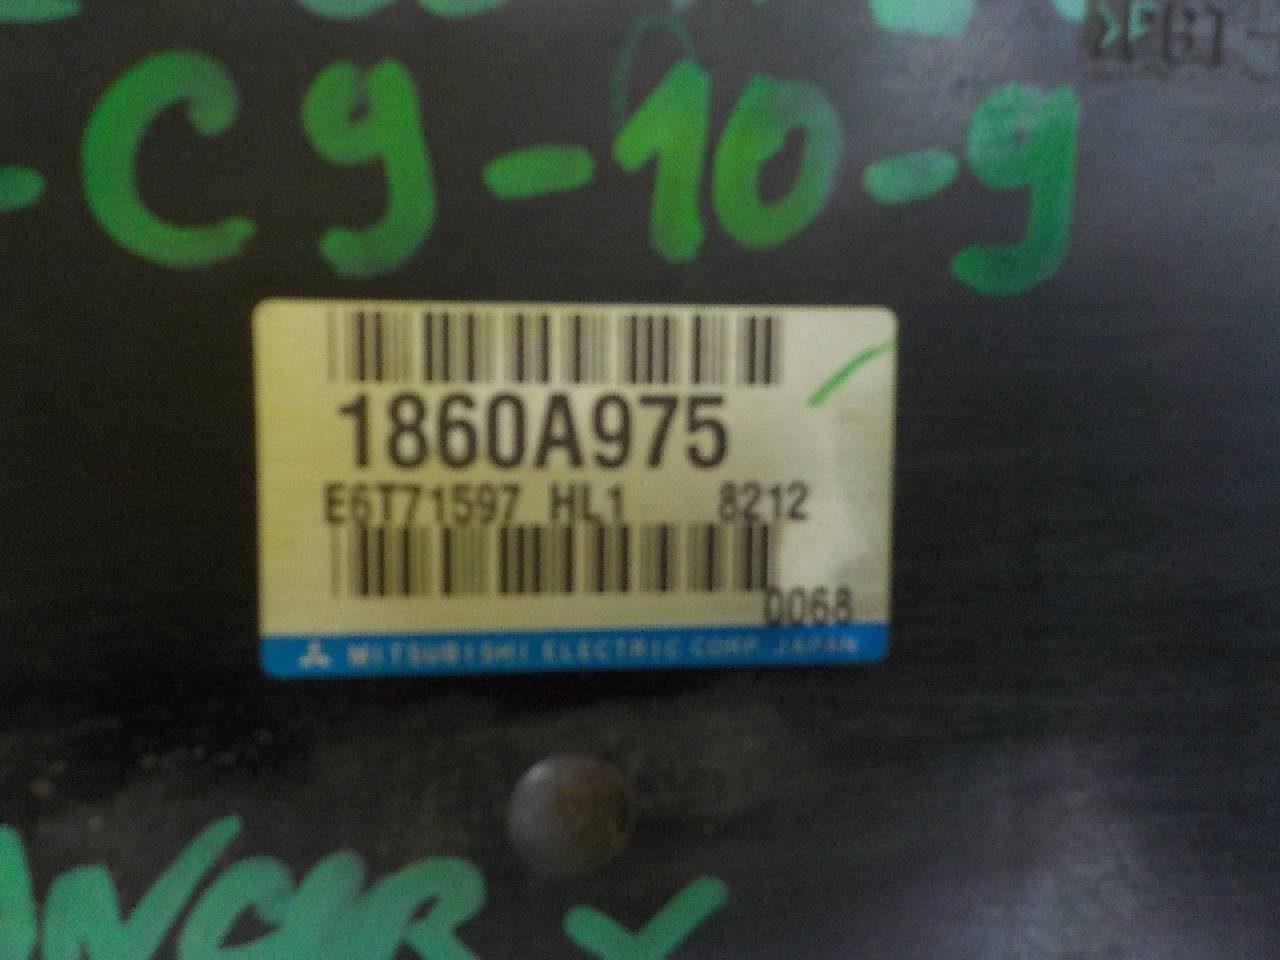 -C9-10-9
1860A975
E6T71597 HL1 8212
0068
MITSUBISHI ELECTRIC CORP. JAPAN